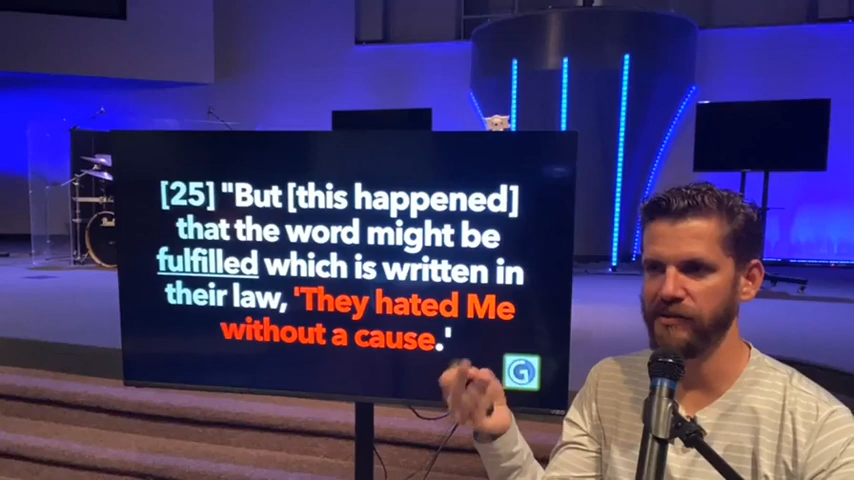 [25] "But [this happened]
that the word might be
fulfilled which is written in
their law, 'They hated Me
without a cause.'
G